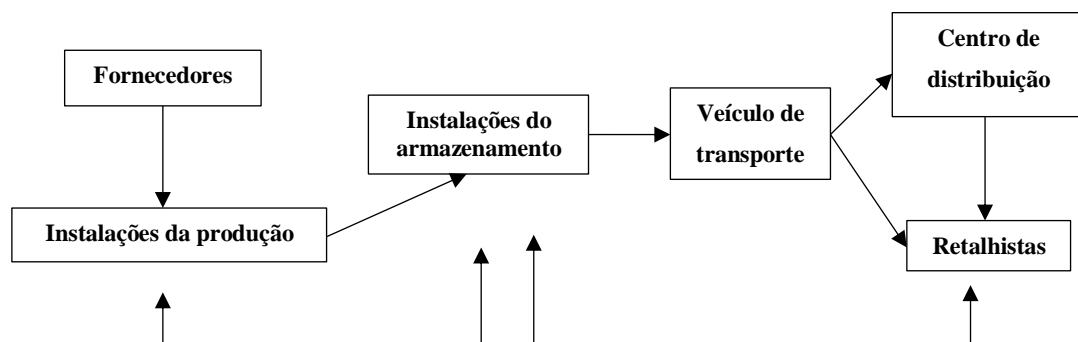 Fornecedores
Instalações da produção
Instalações do
armazenamento
Veículo de
transporte
Centro de
distribuição
Retalhistas